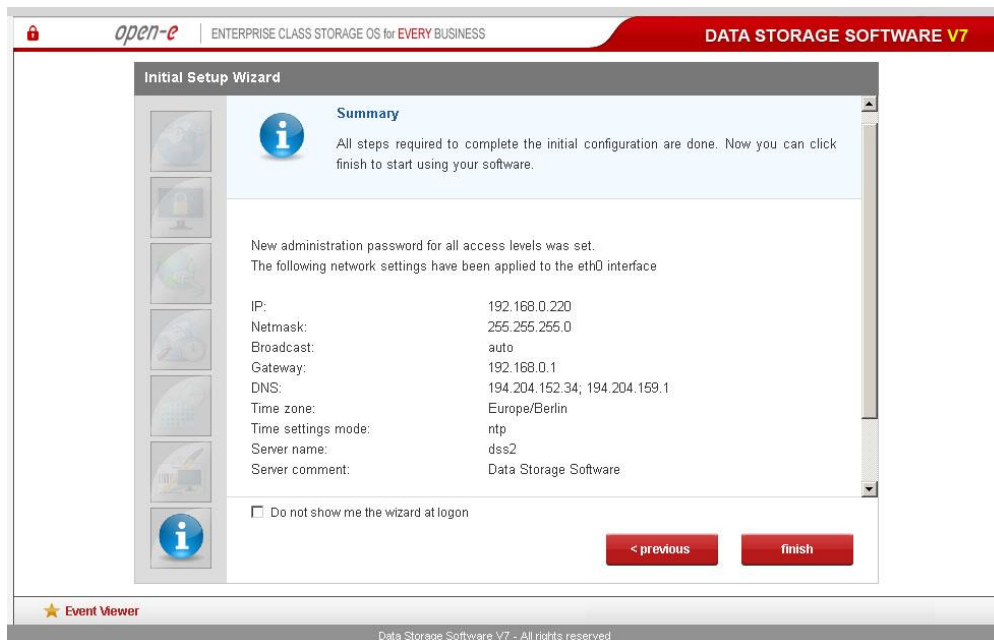 open-e ENTERPRISE CLASS STORAGE OS for EVERY BUSINESS DATA STORAGE SOFTWARE V7
Initial Setup Wizard
Summary
All steps required to complete the initial configuration are done. Now you can click
finish to start using your software.
New administration password for all access levels was set.
The following network settings have been applied to the eth0 interface
IP: 192.168.0.220
Netmask: 255.255.255.0
Broadcast: auto
Gateway: 192.168.0.1
DNS: 194.204.152.34; 194.204.159.1
Time zone: Europe/Berlin
Time settings mode: ntp
Server name: dss2
Server comment: Data Storage Software
Do not show me the wizard at logon
< previous finish
Event Viewer
Data Storage Software V7 - All rights reserved